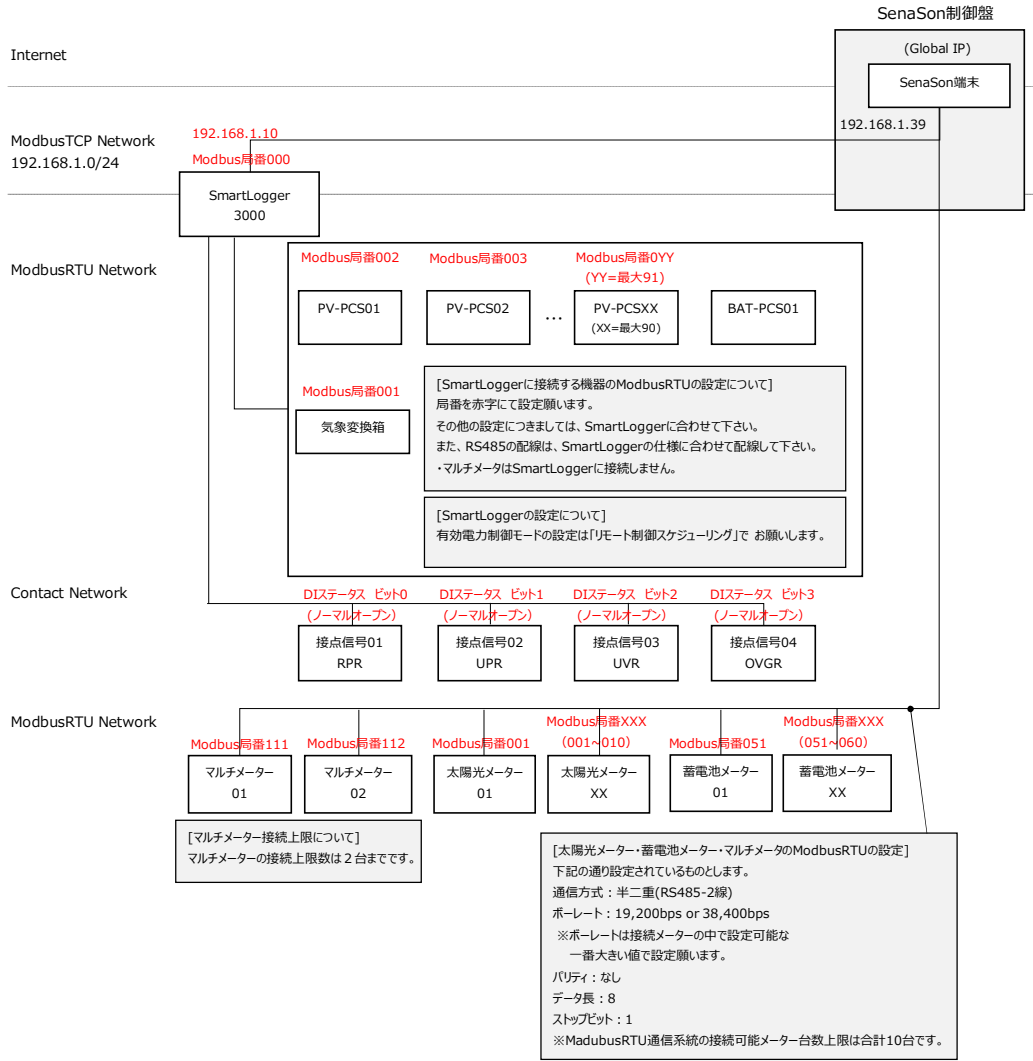 SenaSon制御盤
Internet
(Global IP)
SenaSon端末
ModbusTCP Network
192.168.1.0/24
192.168.1.39
192.168.1.10
Modbus局番000
SmartLogger
3000
ModbusRTU Network
Modbus局番002
Modbus局番003
Modbus局番0YY
(YY=最大91)
PV-PCS01
PV-PCS02
…
PV-PCSXX
(XX=最大90)
BAT-PCS01
Modbus局番001
気象変換箱
[SmartLoggerに接続する機器のModbusRTUの設定について]
局番を赤字にて設定願います。
その他の設定につきましては、SmartLoggerに合わせて下さい。
また、RS485の配線は、SmartLoggerの仕様に合わせて配線して下さい。
・マルチメータはSmartLoggerに接続しません。
[SmartLoggerの設定について]
有効電力制御モードの設定は「リモート制御スケジューリング」で お願いします。
Contact Network
DIステータス ビット0
(ノーマルオープン)
DIステータス ビット1
(ノーマルオープン)
DIステータス ビット2
(ノーマルオープン)
DIステータス ビット3
(ノーマルオープン)
接点信号01
RPR
接点信号02
UPR
接点信号03
UVR
接点信号04
OVGR
ModbusRTU Network
Modbus局番111
Modbus局番112
Modbus局番001
Modbus局番XXX
(001~010)
Modbus局番051
Modbus局番XXX
(051~060)
マルチメーター
01
マルチメーター
02
太陽光メーター
01
太陽光メーター
XX
蓄電池メーター
01
蓄電池メーター
XX
[マルチメーター接続上限について]
マルチメーターの接続上限数は２台までです。
[太陽光メーター・蓄電池メーター・マルチメータのModbusRTUの設定]
下記の通り設定されているものとします。
通信方式：半二重(RS485-2線)
ボーレート：19,200bps or 38,400bps
※ボーレートは接続メーターの中で設定可能な
一番大きい値で設定願います。
パリティ：なし
データ長：8
ストップビット：1
※MadubusRTU通信系統の接続可能メーター台数上限は合計10台です。